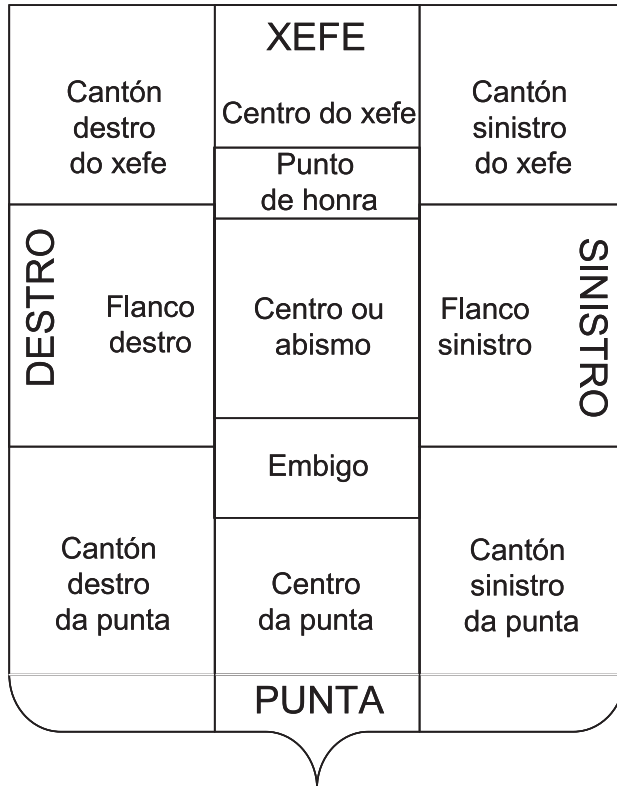 XEFE
Cantón
destro
do xefe
Centro do xefe
Cantón
sinistro
do xefe
Punto
de honra
DESTRO
Flanco
destro
Centro ou
abismo
Flanco
sinistro
SINISTRO
Embigo
Cantón
destro
da punta
Centro
da punta
Cantón
sinistro
da punta
PUNTA